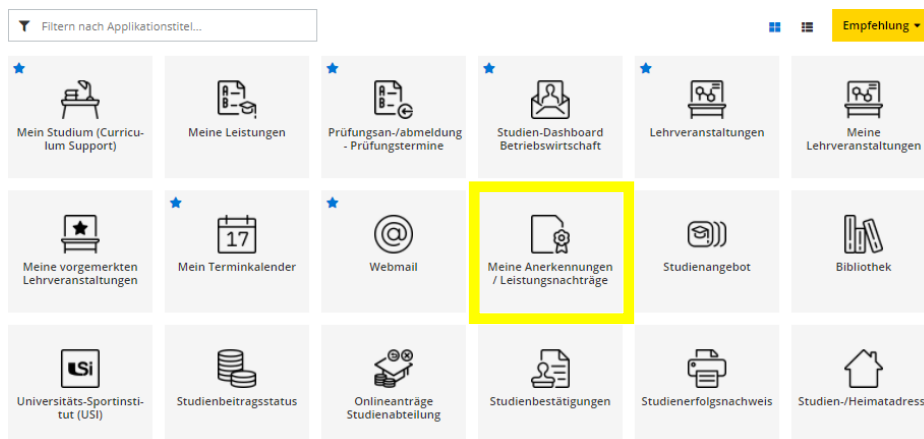 Filtern nach Applikationstitel...
Empfehlung
Mein Studium (Curricu-
lum Support)
Meine Leistungen
Prüfungsan-/abmeldung
- Prüfungstermine
Studien-Dashboard
Betriebswirtschaft
Lehrveranstaltungen
Meine
Lehrveranstaltungen
Meine vorgemerkten
Lehrveranstaltungen
17
Mein Terminkalender
Webmail
Meine Anerkennungen
/ Leistungsnachträge
Studienangebot
Bibliothek
USi
Universitäts-Sportinsti-
tut (USI)
Studienbeitragsstatus
Onlineanträge
Studienabteilung
Studienbestätigungen
Studienerfolgsnachweis
Studien-/Heimatadress